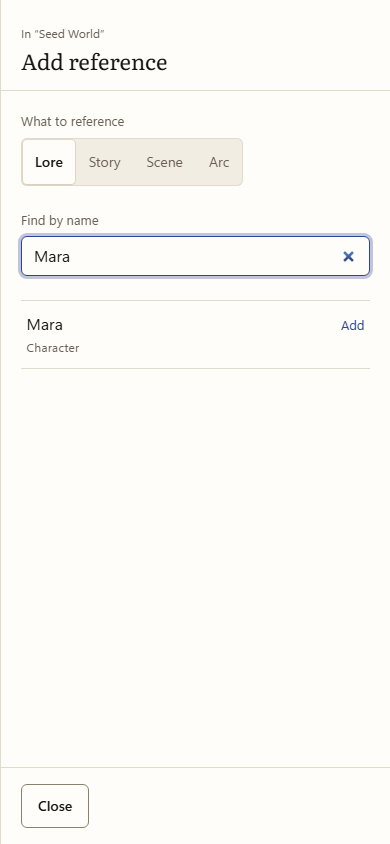 In “Seed World”
Add reference
What to reference
Lore Story Scene Arc
Find by name
Mara
Mara
Add
Character
Close